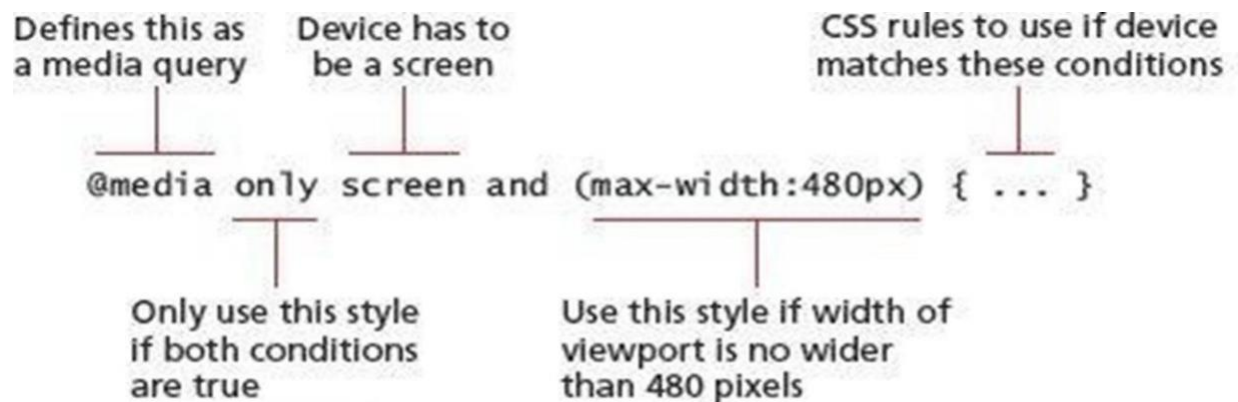 Defines this as
a media query
Device has to
be a screen
CSS rules to use if device
matches these conditions
@media only screen and (max-width:480px) { ... }
Only use this style
if both conditions
are true
Use this style if width of
viewport is no wider
than 480 pixels